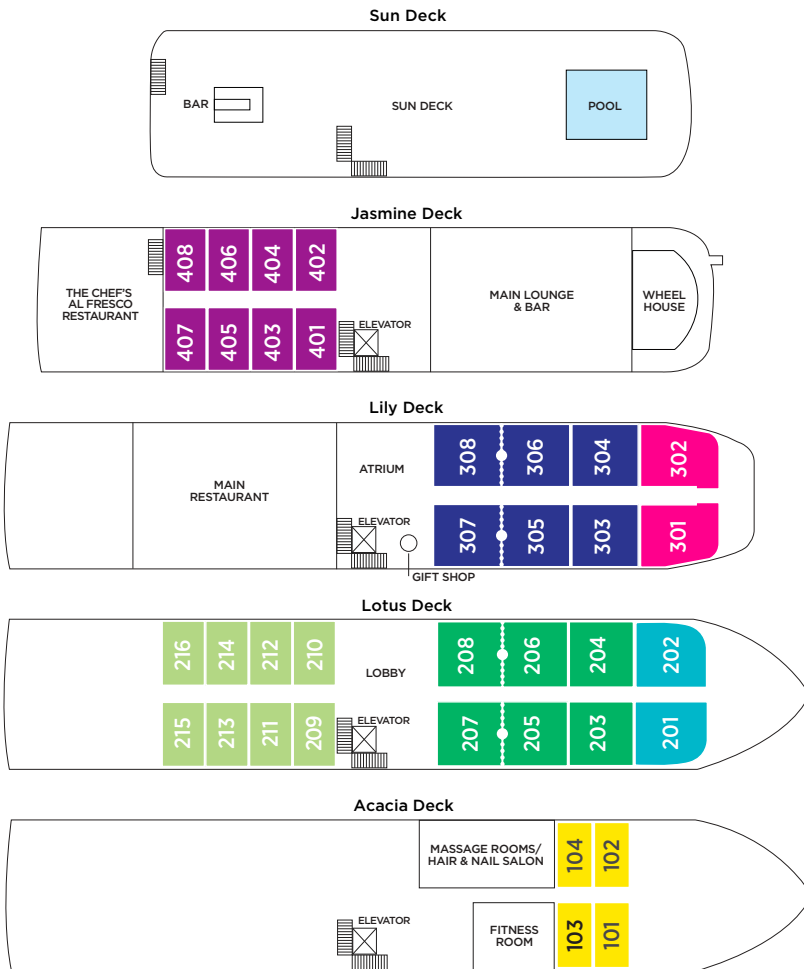 Sun Deck
BAR
SUN DECK
POOL
Jasmine Deck
408
406
404
402
THE CHEF'S
AL FRESCO
RESTAURANT
MAIN LOUNGE
& BAR
WHEEL
HOUSE
407
405
403
401
ELEVATOR
Lily Deck
308
306
304
302
ATRIUM
MAIN
RESTAURANT
307
305
303
301
ELEVATOR
GIFT SHOP
Lotus Deck
216
214
212
210
LOBBY
208
206
204
202
215
213
211
209
ELEVATOR
207
205
203
201
Acacia Deck
MASSAGE ROOMS/
HAIR & NAIL SALON
104
102
ELEVATOR
FITNESS
ROOM
103
101